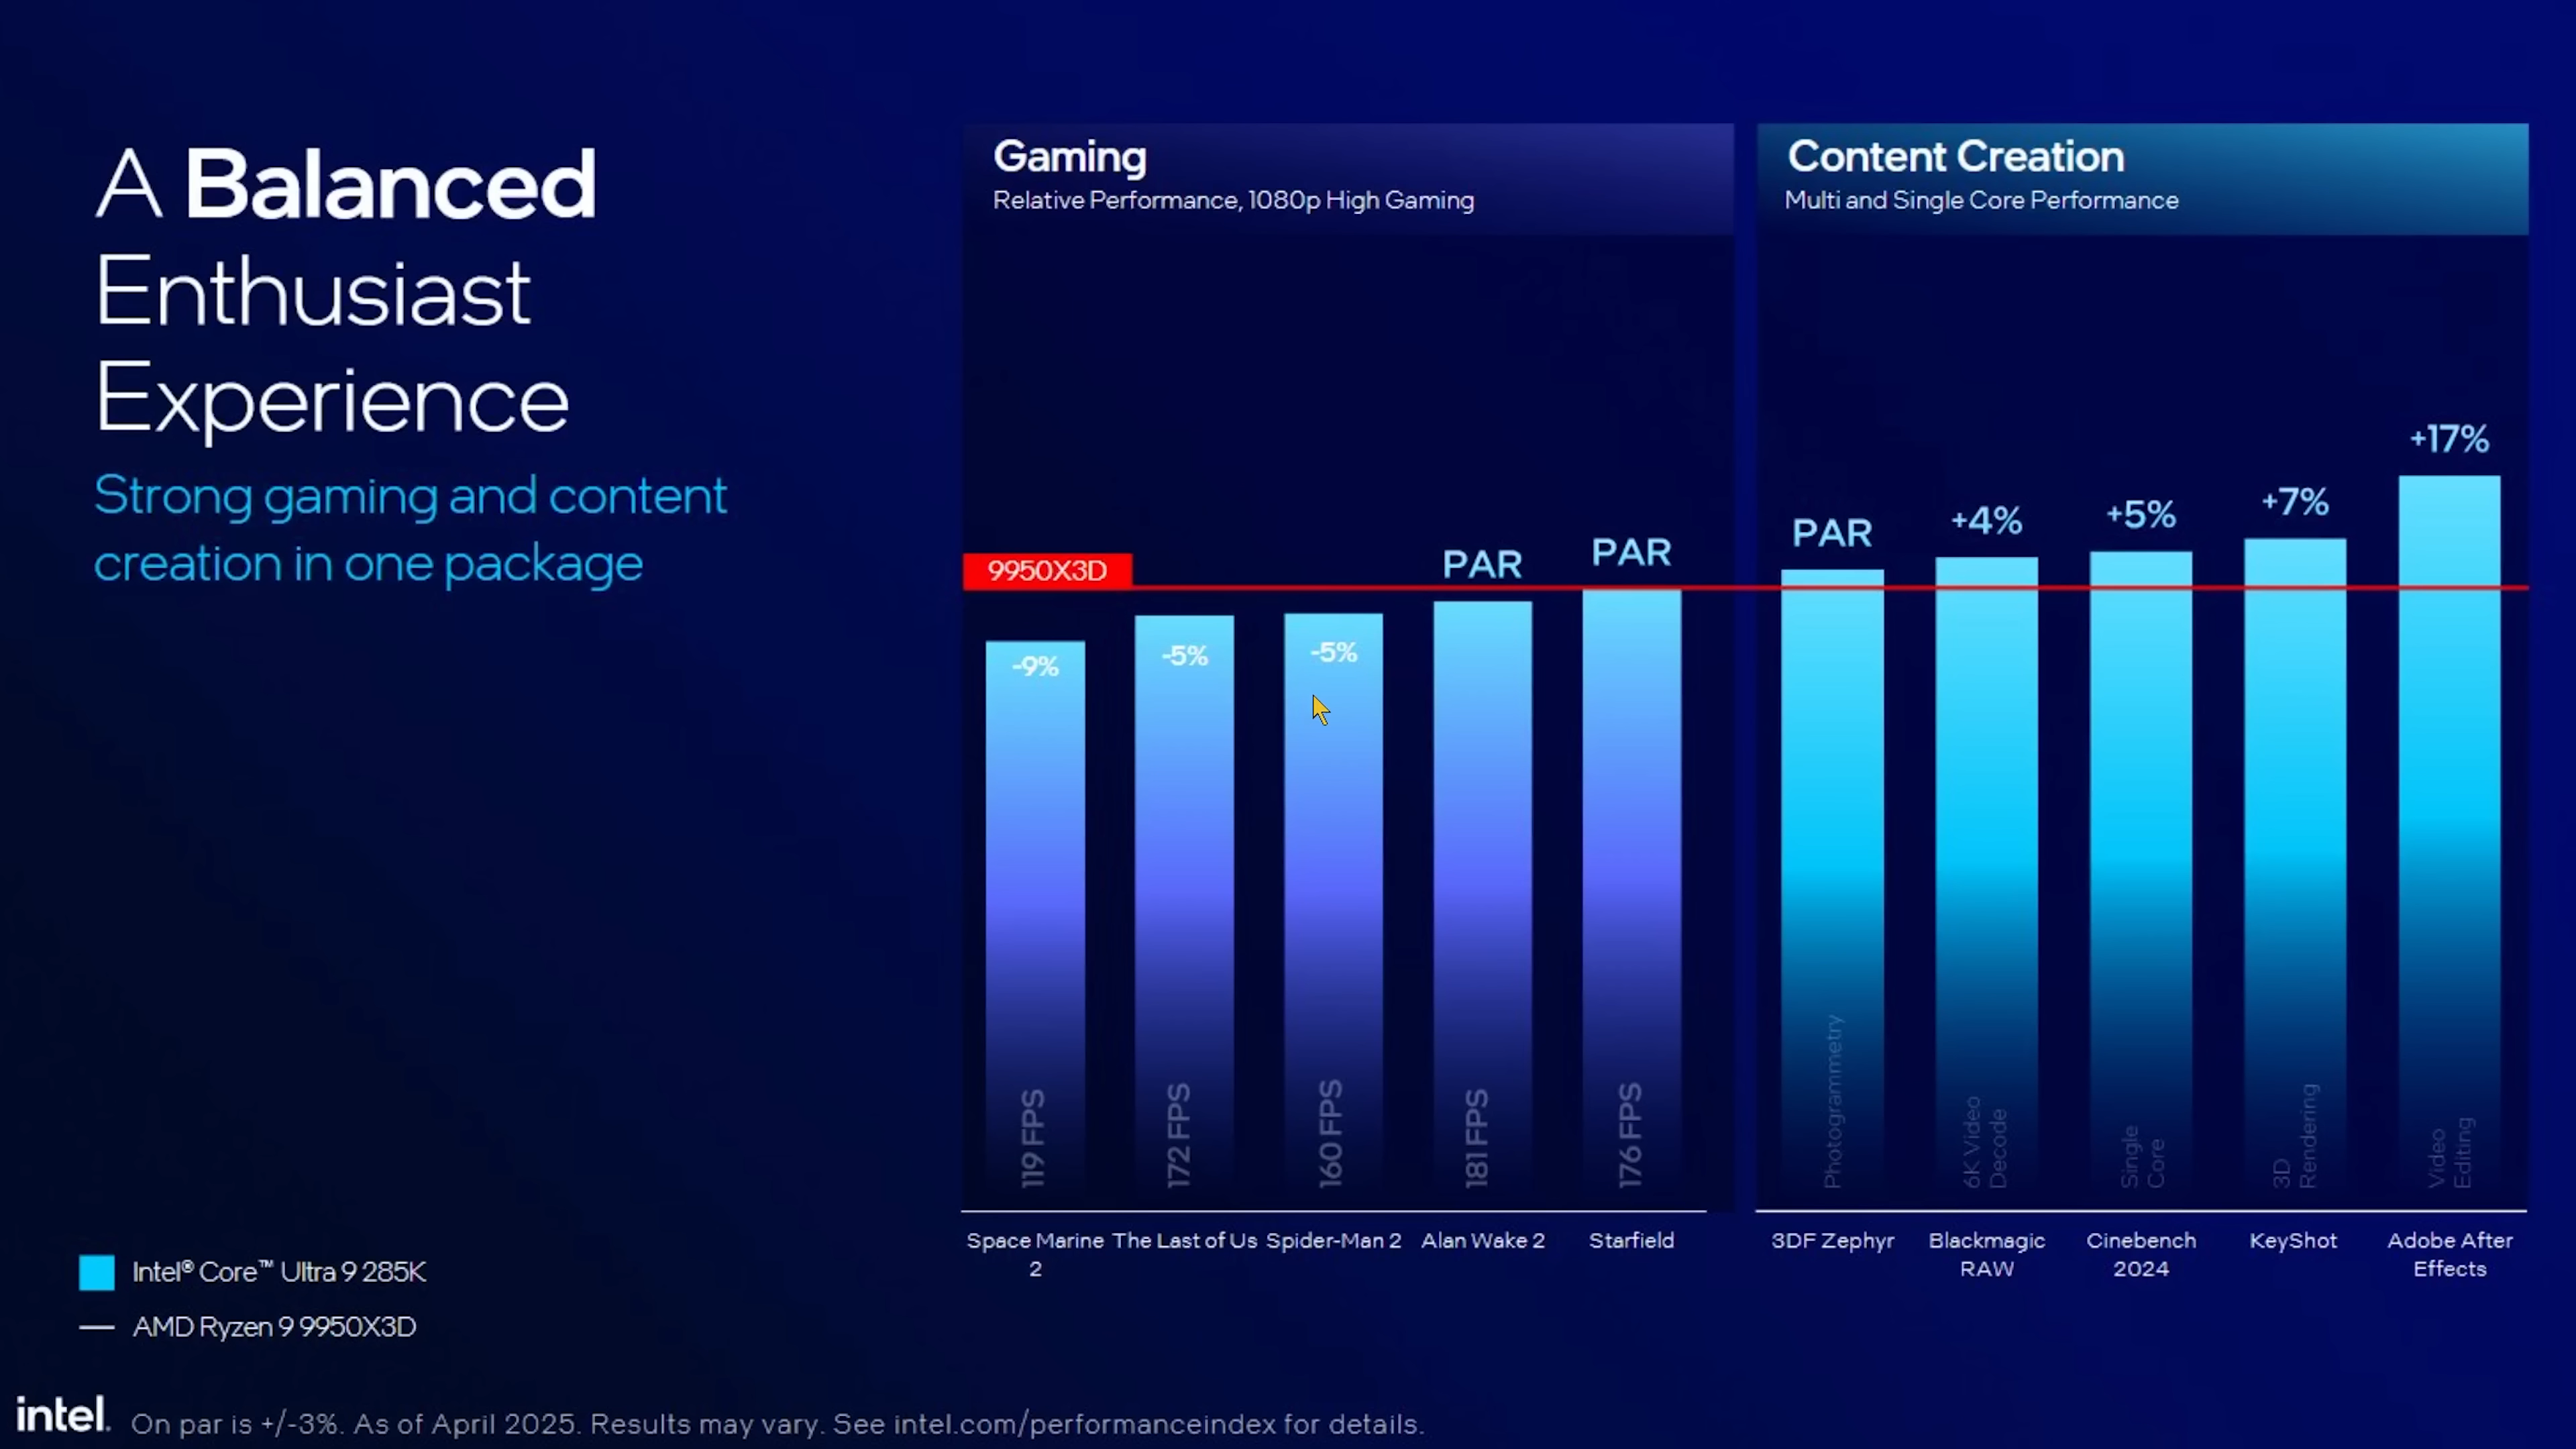 A Balanced
Enthusiast
Experience
Strong gaming and content
creation in one package
Gaming
Relative Performance, 1080p High Gaming
9950X3D
-9%
-5%
-5%
PAR
PAR
119 FPS
172 FPS
160 FPS
181 FPS
176 FPS
Space Marine
2
The Last of Us
Spider-Man 2
Alan Wake 2
Starfield
Content Creation
Multi and Single Core Performance
PAR
+4%
+5%
+7%
+17%
Photogrammetry
6K Video
Decode
Single
Core
3D
Rendering
Video
Editing
3DF Zephyr
Blackmagic
RAW
Cinebench
2024
KeyShot
Adobe After
Effects
Intel® Core™ Ultra 9 285K
AMD Ryzen 9 9950X3D
intel.
On par is +/-3%. As of April 2025. Results may vary. See intel.com/performanceindex for details.